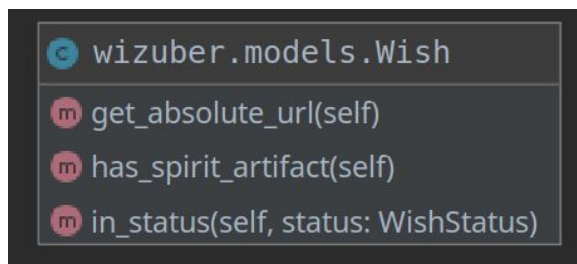 c wizuber.models.Wish
m get_absolute_url(self)
m has_spirit_artifact(self)
m in_status(self, status: WishStatus)